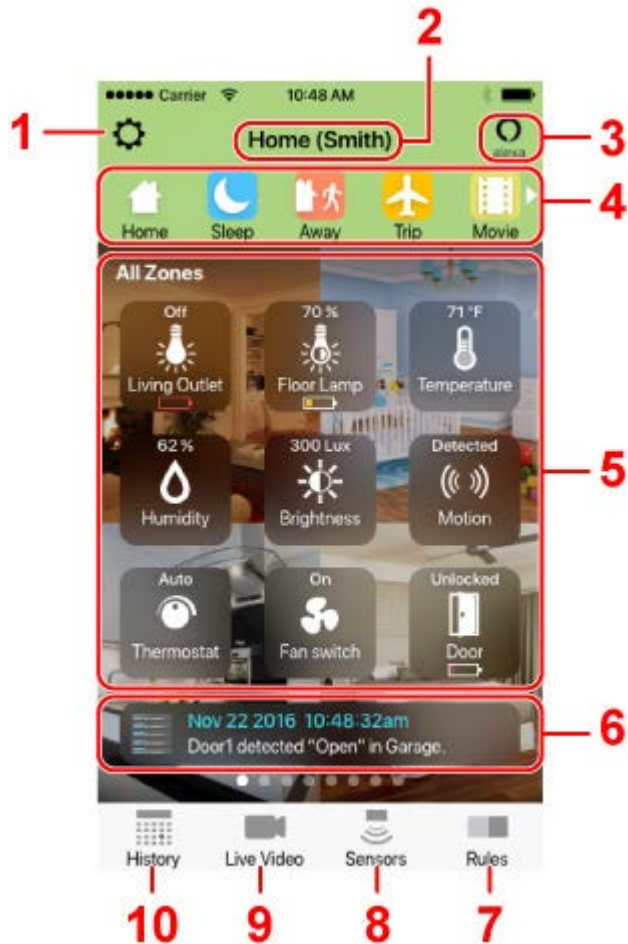 2
Carrier 10:48 AM
1 Home (Smith) 3
alexa
Home Sleep Away Trip Movie 4
All Zones
Off 70 % 71 °F
Living Outlet Floor Lamp Temperature
62 % 300 Lux Detected
5
Humidity Brightness Motion
Auto On Unlocked
Thermostat Fan switch Door
Nov 22 2016 10:48:32am
6
Door1 detected "Open" in Garage.
History Live Video Sensors Rules
10 9 8 7